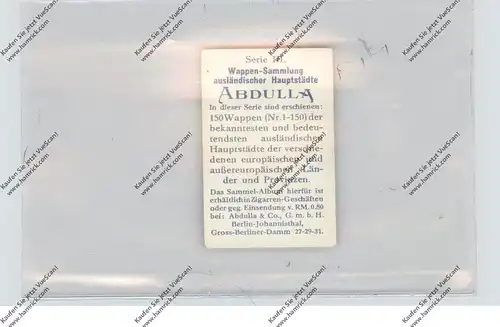 Serie III.
Wappen-Sammlung
ausländischer Hauptstädte
ABDULLA
In dieser Serie sind erschienen:
150 Wappen (Nr. 1-150) der
bekanntesten und bedeu-
tendsten ausländischen
Hauptstädte der verschie-
denen europäischen und
außereuropäischen Län-
der und Provinzen.
Das Sammel-Album hierfür ist
erhältlich in Zigarren-Geschäften
oder geg. Einsendung v. RM. 0.50
bei: Abdulla & Co., G. m. b. H.
Berlin-Johannisthal,
Gross-Berliner-Damm 27-29-31.
Kaufen Sie jetzt VueScan!
www.hamrick.com